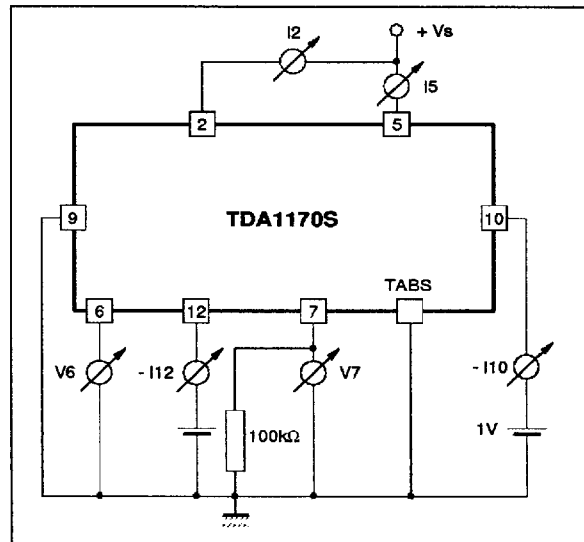 I2
+ Vs
I5
2
5
9
TDA1170S
10
TABS
6
12
7
V6
- I12
V7
- I10
100kΩ
1V